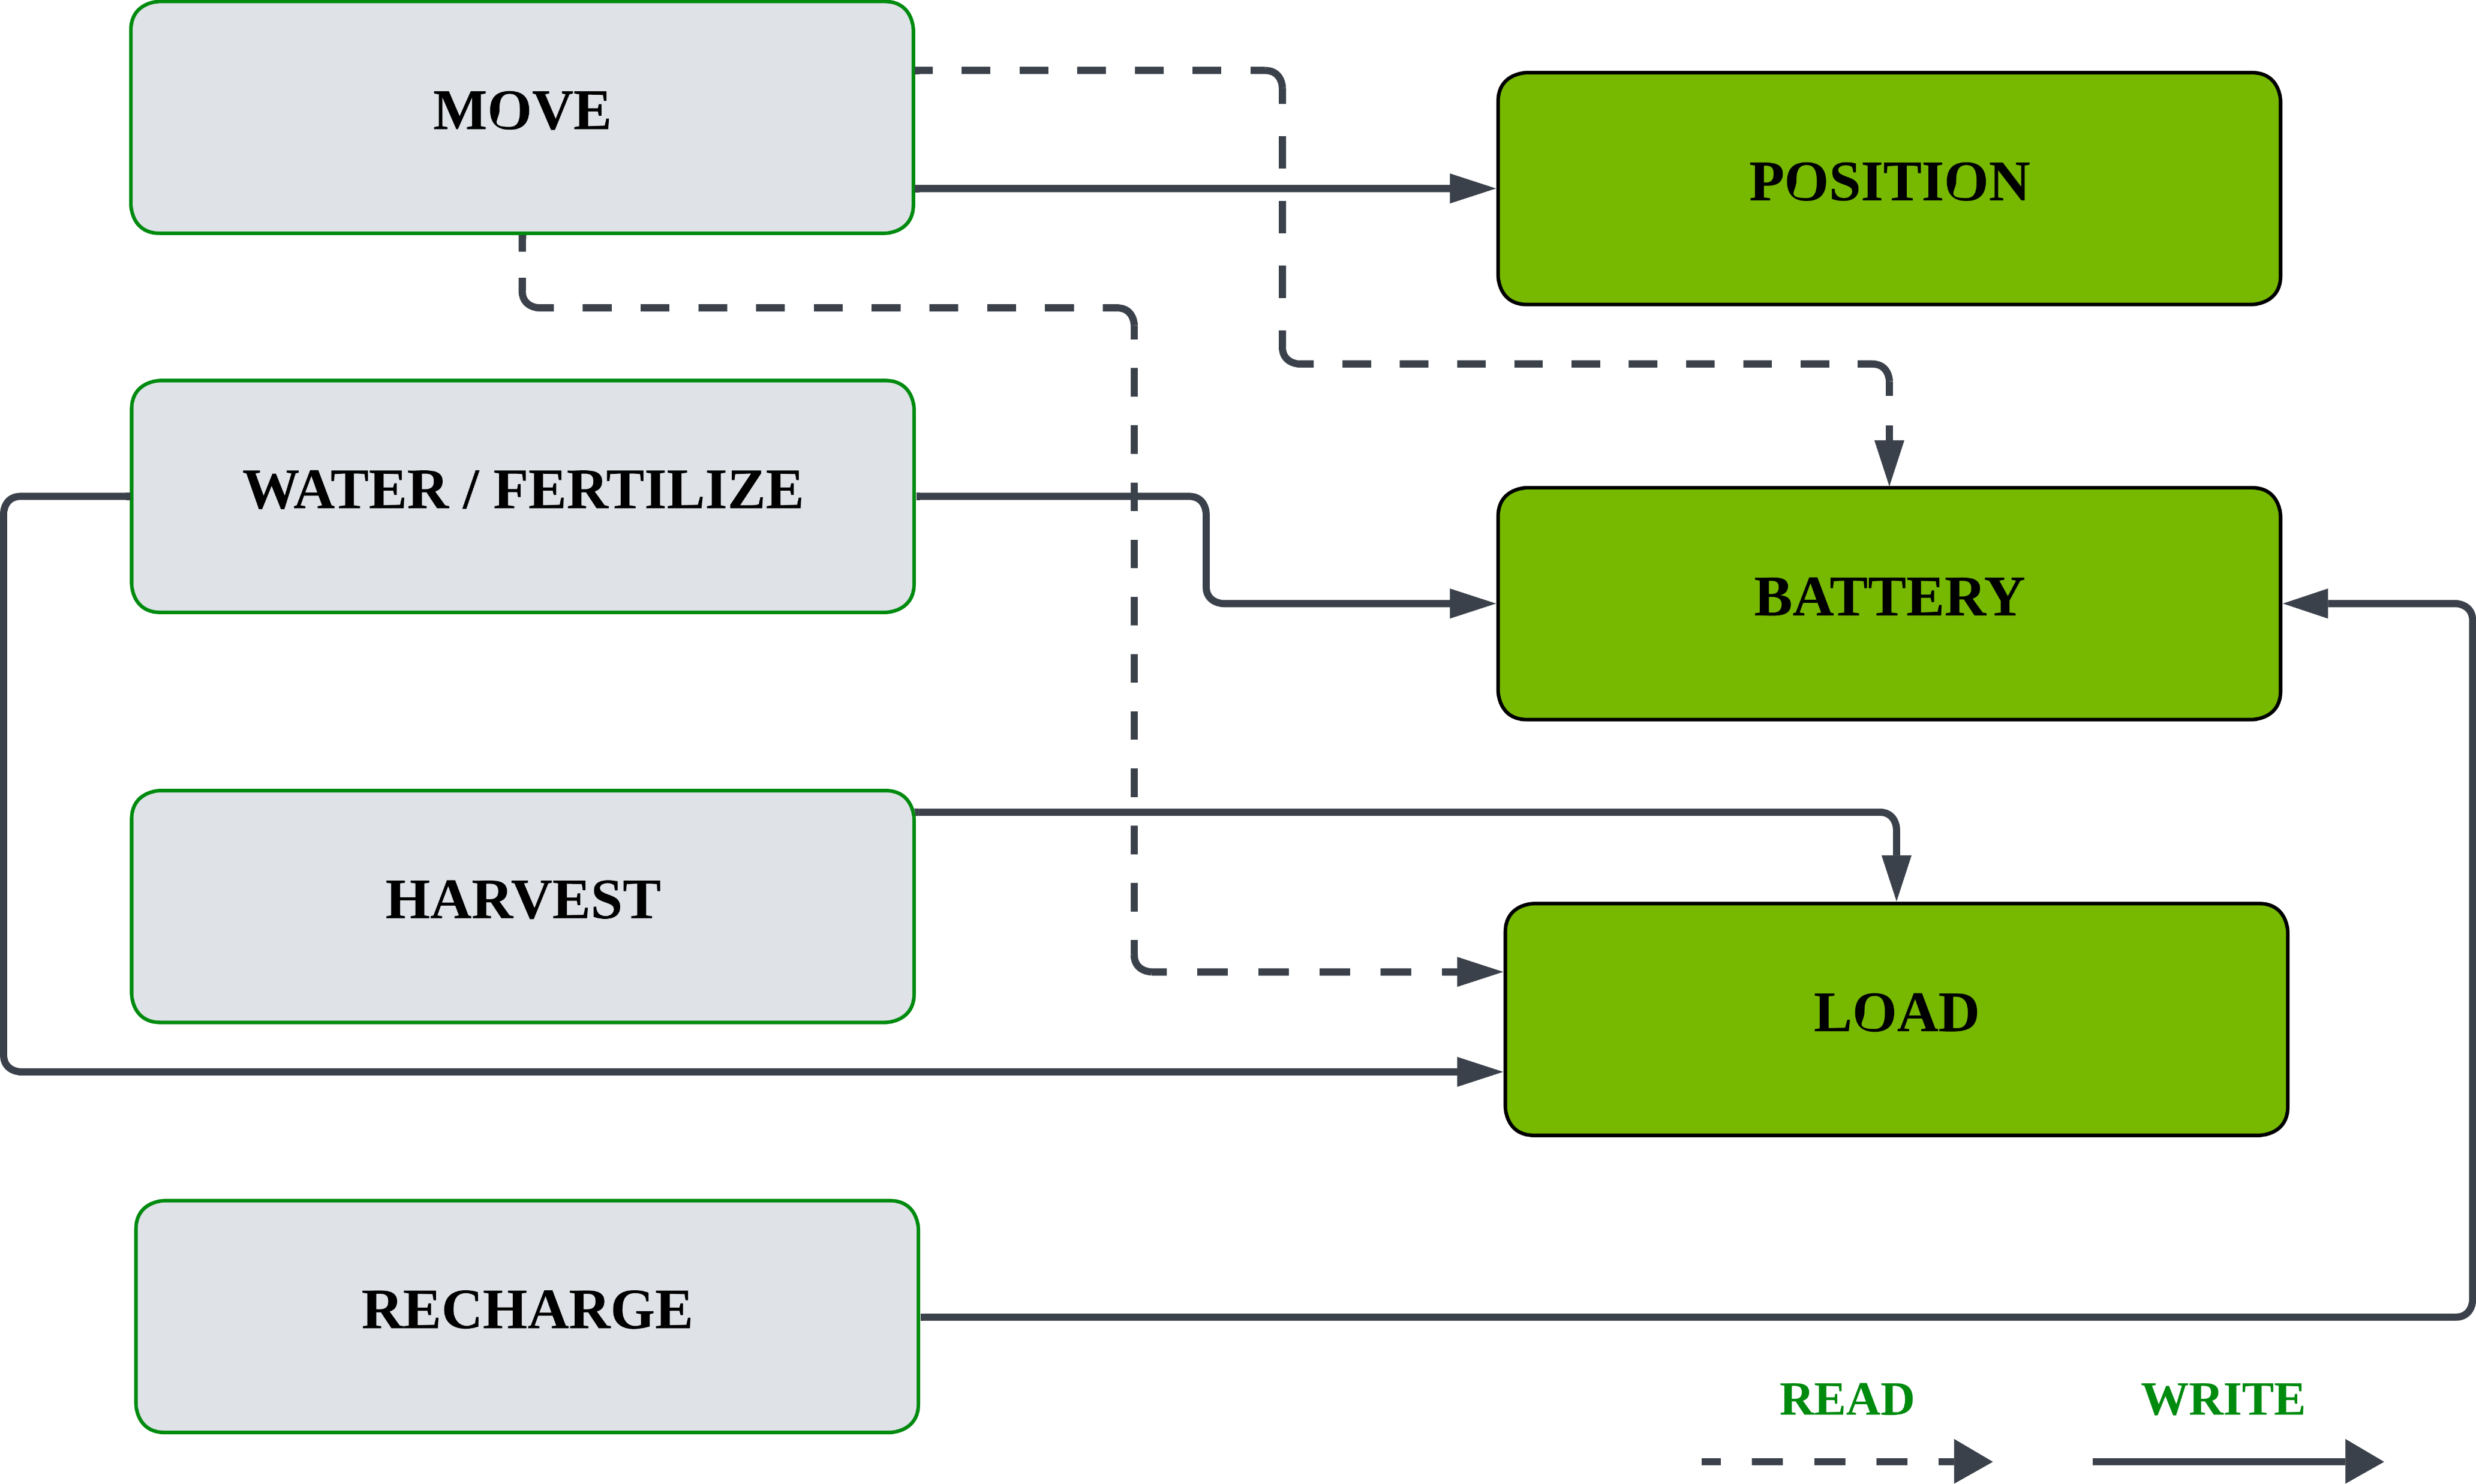 MOVE
POSITION
WATER / FERTILIZE
BATTERY
HARVEST
LOAD
RECHARGE
READ
WRITE